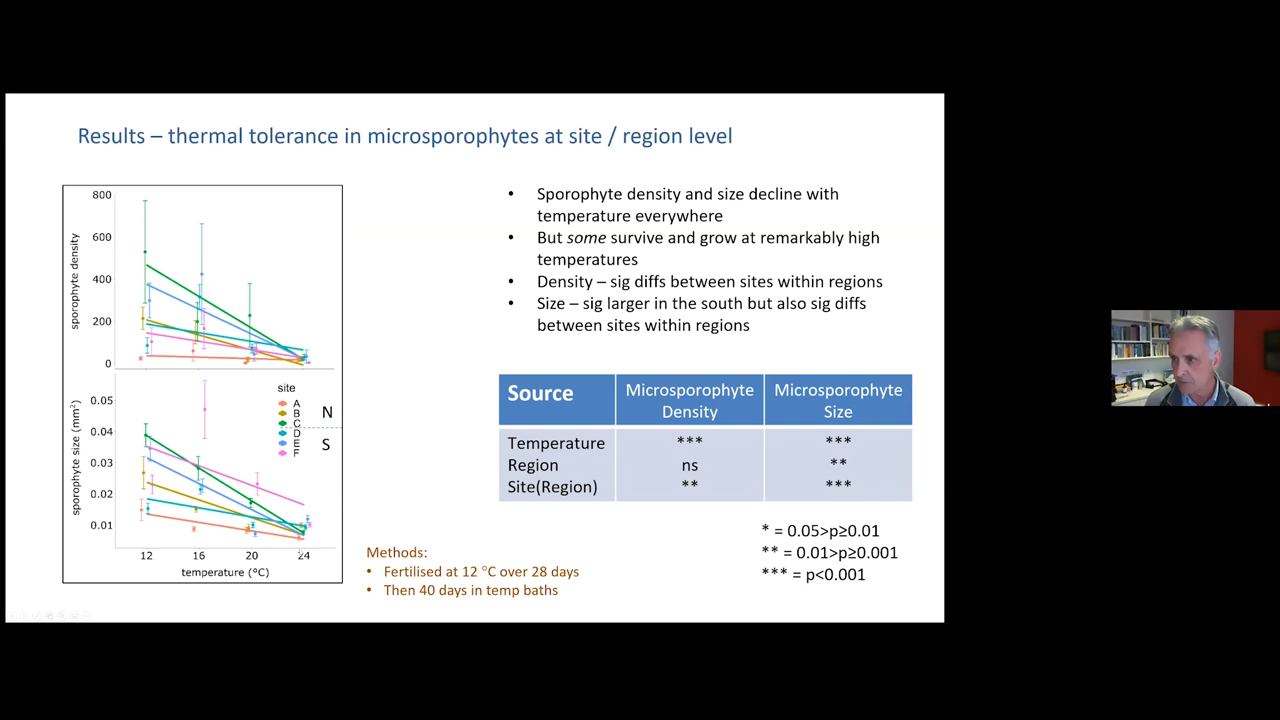 Results – thermal tolerance in microsporophytes at site / region level
800
600
400
200
0
sporophyte density
0.05
0.04
0.03
0.02
0.01
sporophyte size (mm²)
site
A
B
C
D
E
F
N
S
12 16 20 24
temperature (°C)
• Sporophyte density and size decline with
temperature everywhere
• But some survive and grow at remarkably high
temperatures
• Density – sig diffs between sites within regions
• Size – sig larger in the south but also sig diffs
between sites within regions
Source Microsporophyte Density Microsporophyte Size
Temperature *** ***
Region ns **
Site(Region) ** ***
* = 0.05>p≥0.01
** = 0.01>p≥0.001
*** = p<0.001
Methods:
• Fertilised at 12 °C over 28 days
• Then 40 days in temp baths